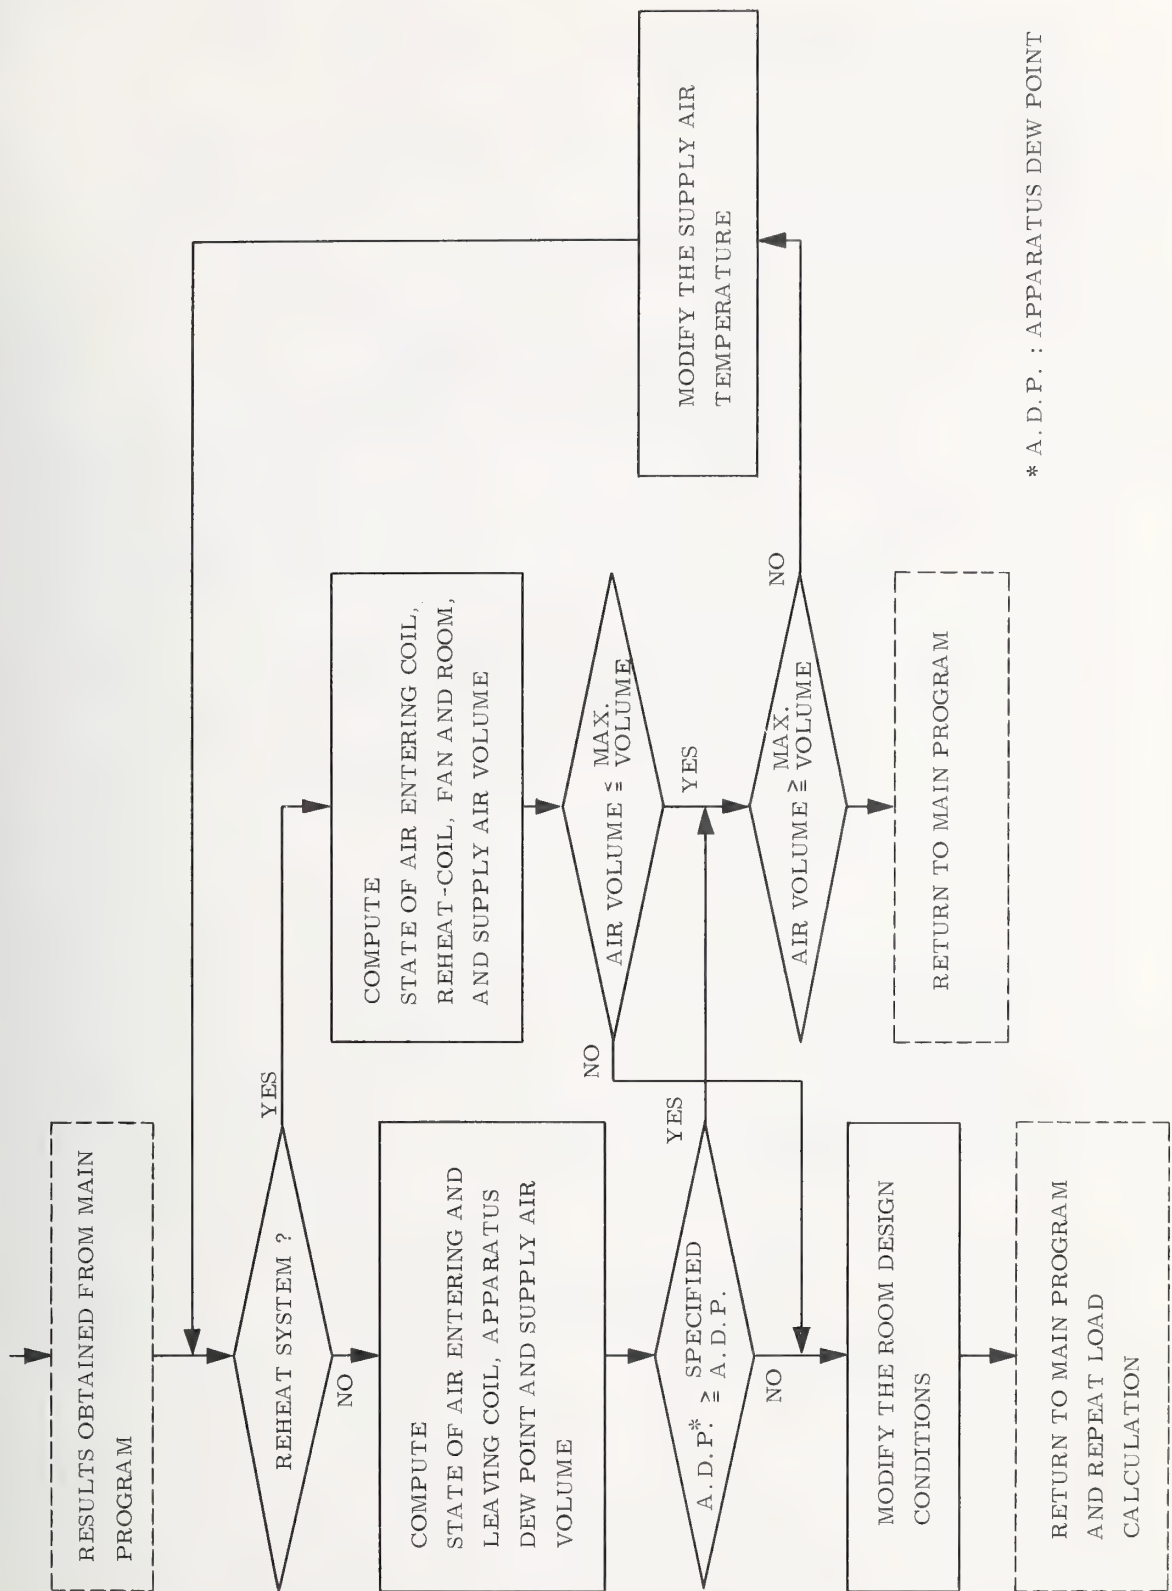 RESULTS OBTAINED FROM MAIN
PROGRAM
REHEAT SYSTEM ?
YES
NO
COMPUTE
STATE OF AIR ENTERING AND
LEAVING COIL, APPARATUS
DEW POINT AND SUPPLY AIR
VOLUME
A.D.P.* ≥ SPECIFIED
A.D.P.
YES
NO
MODIFY THE ROOM DESIGN
CONDITIONS
RETURN TO MAIN PROGRAM
AND REPEAT LOAD
CALCULATION
COMPUTE
STATE OF AIR ENTERING COIL,
REHEAT-COIL, FAN AND ROOM,
AND SUPPLY AIR VOLUME
AIR VOLUME ≤ MAX.
VOLUME
NO
YES
AIR VOLUME ≥ MAX.
VOLUME
NO
RETURN TO MAIN PROGRAM
MODIFY THE SUPPLY AIR
TEMPERATURE
* A.D.P. : APPARATUS DEW POINT